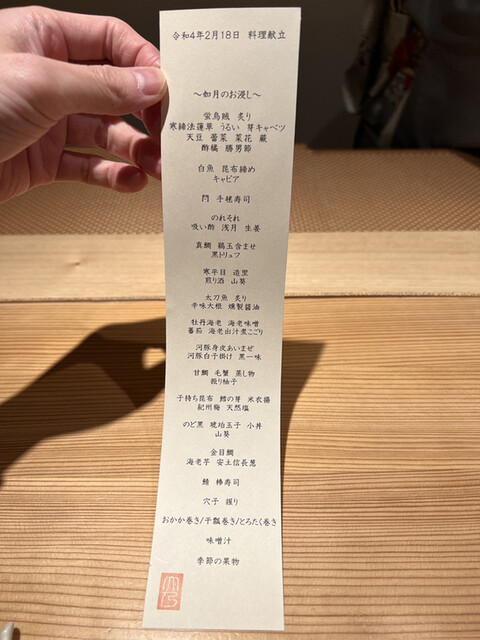 令和4年2月18日 料理献立
～如月のお浸し～
蛍烏賊 炙り
寒締法蓮草 うるい 芽キャベツ
天豆 蕾菜 菜花 蕨
酢橘 勝男節
白魚 昆布締め
キャビア
閂 手毬寿司
のれそれ
吸い酢 浅月 生姜
真鯛 鶏玉含ませ
黒トリュフ
寒平目 造里
煎り酒 山葵
太刀魚 炙り
辛味大根 燻製醤油
牡丹海老 海老味噌
蕃茄 海老出汁煮こごり
河豚身皮あいまぜ
河豚白子掛け 黒一味
甘鯛 毛蟹 蒸し物
振り柚子
子持ち昆布 鱈の芽 米衣揚
紀州梅 天然塩
のど黒 琥珀玉子 小丼
山葵
金目鯛
海老芋 安土信長葱
鯖 棒寿司
穴子 握り
おかか巻き/干瓢巻き/とろたく巻き
味噌汁
季節の果物